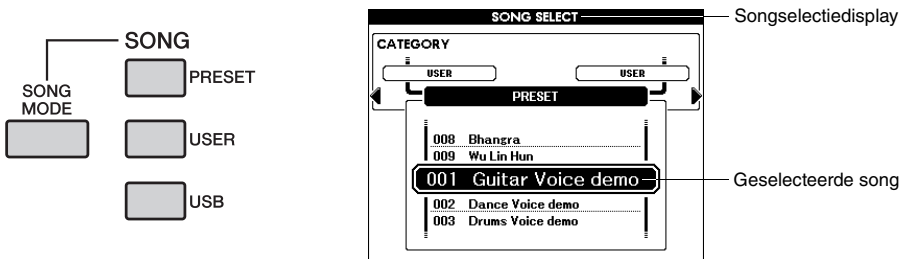 SONG
PRESET
SONG
MODE
USER
USB
SONG SELECT
Songselectiedisplay
CATEGORY
USER
USER
PRESET
008 Bhangra
009 Wu Lin Hun
001 Guitar Voice demo
Geselecteerde song
002 Dance Voice demo
003 Drums Voice demo